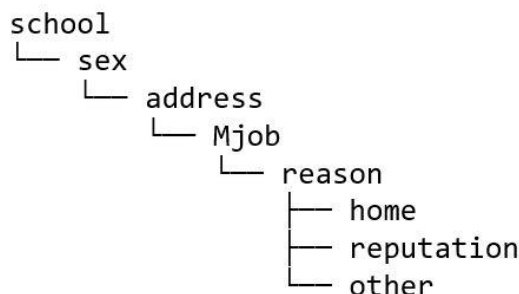 school
└── sex
└── address
└── Mjob
└── reason
├── home
├── reputation
└── other